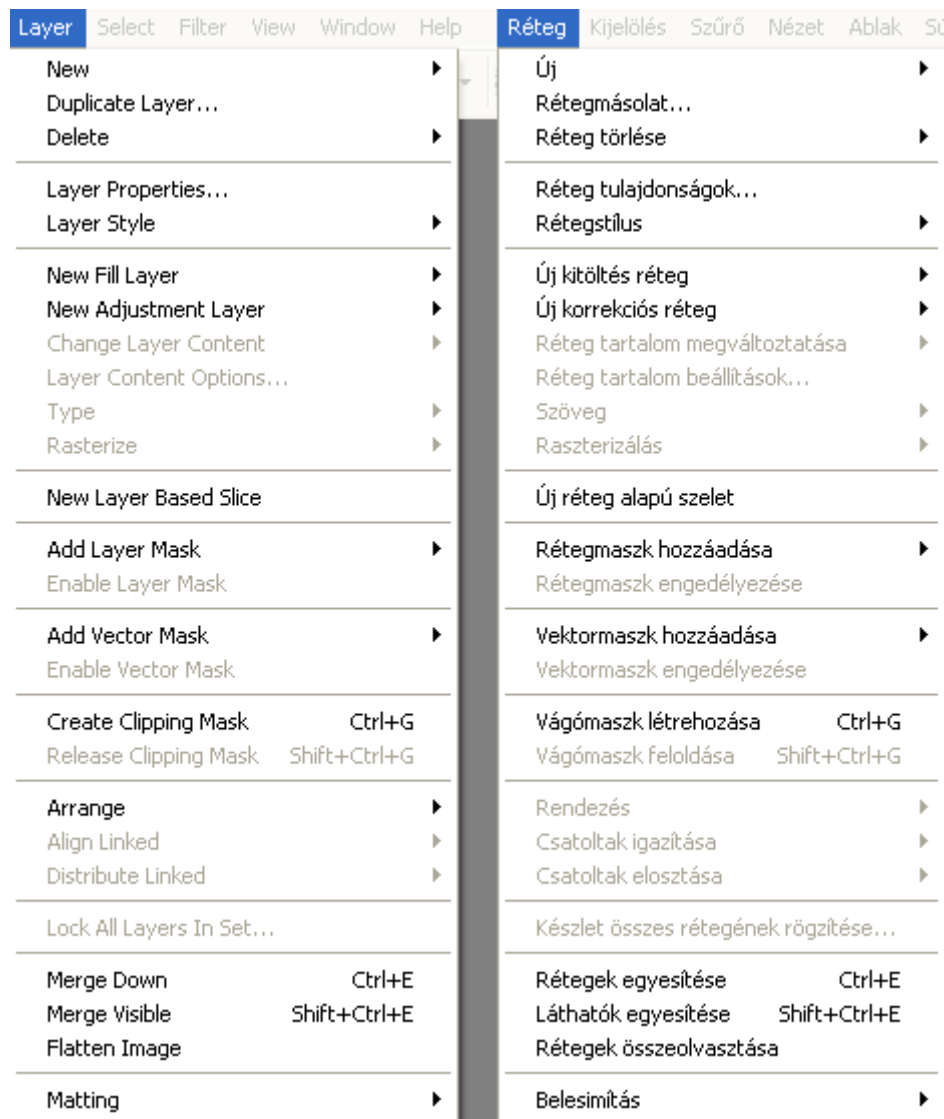 Layer Select Filter View Window Help
New
Duplicate Layer...
Delete
Layer Properties...
Layer Style
New Fill Layer
New Adjustment Layer
Change Layer Content
Layer Content Options...
Type
Rasterize
New Layer Based Slice
Add Layer Mask
Enable Layer Mask
Add Vector Mask
Enable Vector Mask
Create Clipping Mask Ctrl+G
Release Clipping Mask Shift+Ctrl+G
Arrange
Align Linked
Distribute Linked
Lock All Layers In Set...
Merge Down Ctrl+E
Merge Visible Shift+Ctrl+E
Flatten Image
Matting
Réteg Kijelölés Szűrő Nézet Ablak
Új
Rétegmásolat...
Réteg törlése
Réteg tulajdonságok...
Rétegstílus
Új kitöltés réteg
Új korrekciós réteg
Réteg tartalom megváltoztatása
Réteg tartalom beállítások...
Szöveg
Raszterizálás
Új réteg alapú szelet
Rétegmaszk hozzáadása
Rétegmaszk engedélyezése
Vektormaszk hozzáadása
Vektormaszk engedélyezése
Vágómaszk létrehozása Ctrl+G
Vágómaszk feloldása Shift+Ctrl+G
Rendezés
Csatoltak igazítása
Csatoltak elosztása
Készlet összes rétegének rögzítése...
Rétegek egyesítése Ctrl+E
Láthatók egyesítése Shift+Ctrl+E
Rétegek összeolvasztása
Belesimítás